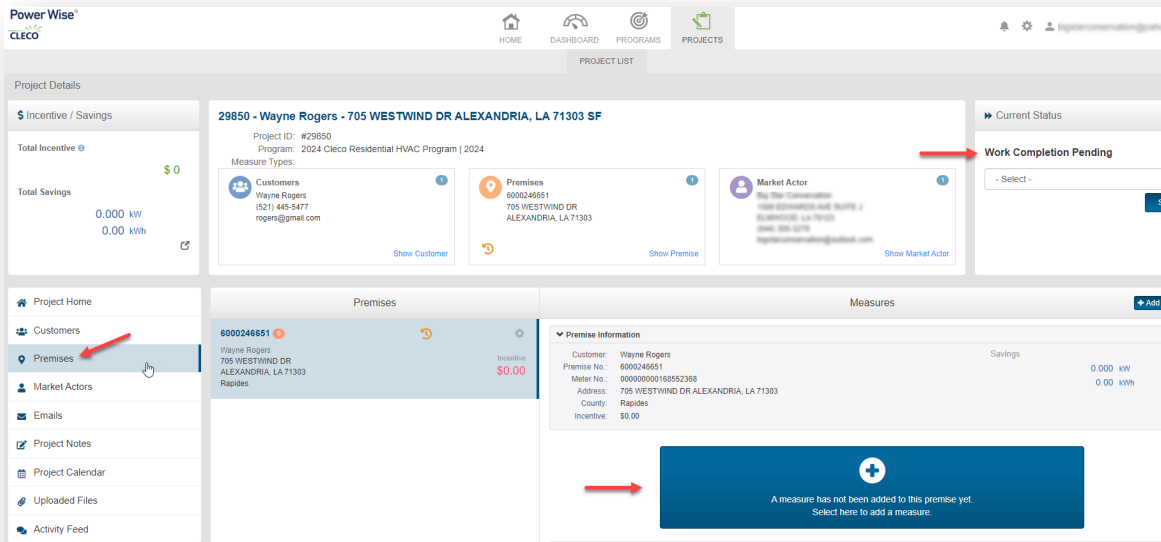 Power Wise®
CLECO
HOME
DASHBOARD
PROGRAMS
PROJECTS
PROJECT LIST
Project Details
$ Incentive / Savings
Total Incentive
$ 0
Total Savings
0.000 kW
0.00 kWh
29850 - Wayne Rogers - 705 WESTWIND DR ALEXANDRIA, LA 71303 SF
Project ID: #29850
Program: 2024 Cleco Residential HVAC Program | 2024
Measure Types:
Customers 1
Wayne Rogers
(521) 445-5477
rogers@gmail.com
Show Customer
Premises 1
6000246651
705 WESTWIND DR
ALEXANDRIA, LA 71303
Show Premise
Market Actor 1
Show Market Actor
Current Status
Work Completion Pending
- Select -
Project Home
Customers
Premises
Market Actors
Emails
Project Notes
Project Calendar
Uploaded Files
Activity Feed
Premises
6000246651 0
Wayne Rogers
705 WESTWIND DR
ALEXANDRIA, LA 71303
Rapides
Incentive
$0.00
Measures
+ Add
Premise Information
Customer: Wayne Rogers
Premise No.: 6000246651
Meter No.: 000000000168552368
Address: 705 WESTWIND DR ALEXANDRIA, LA 71303
County: Rapides
Incentive: $0.00
Savings
0.000 kW
0.00 kWh
A measure has not been added to this premise yet.
Select here to add a measure.